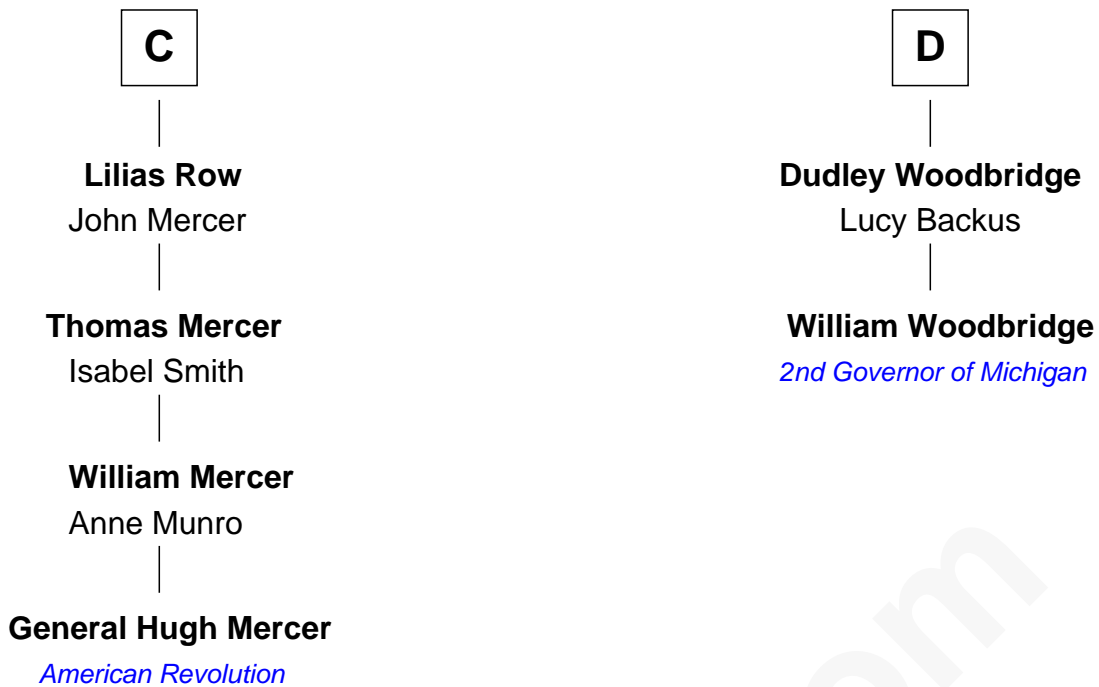 C
Lilias Row
John Mercer
Thomas Mercer
Isabel Smith
William Mercer
Anne Munro
General Hugh Mercer
American Revolution
D
Dudley Woodbridge
Lucy Backus
William Woodbridge
2nd Governor of Michigan
om